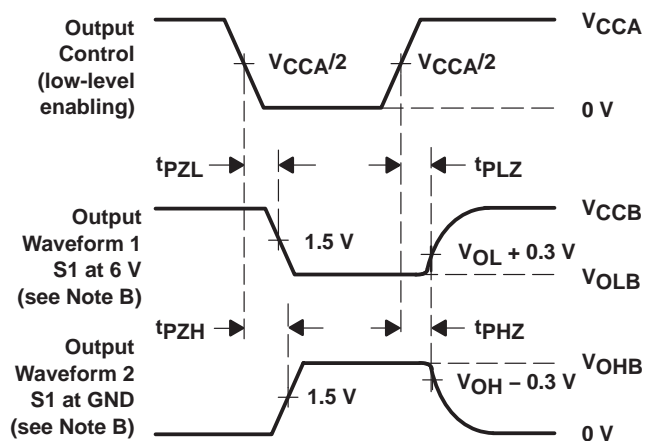 Output
Control
(low-level
enabling)
VCCA
VCCA/2
VCCA/2
0 V
tPZL
tPLZ
Output
Waveform 1
S1 at 6 V
(see Note B)
VCCB
1.5 V
VOL + 0.3 V
VOLB
tPZH
tPHZ
Output
Waveform 2
S1 at GND
(see Note B)
VOHB
1.5 V
VOH − 0.3 V
0 V